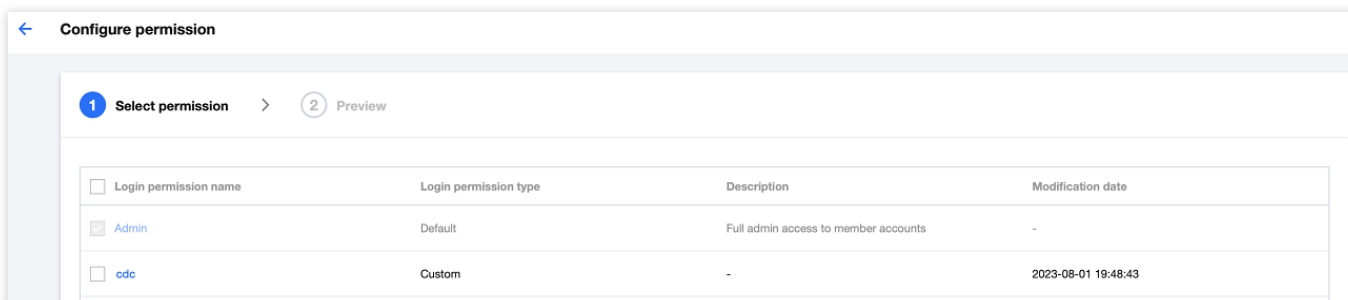 Configure permission
1 Select permission > 2 Preview
Login permission name Login permission type Description Modification date
Admin Default Full admin access to member accounts -
cdc Custom - 2023-08-01 19:48:43